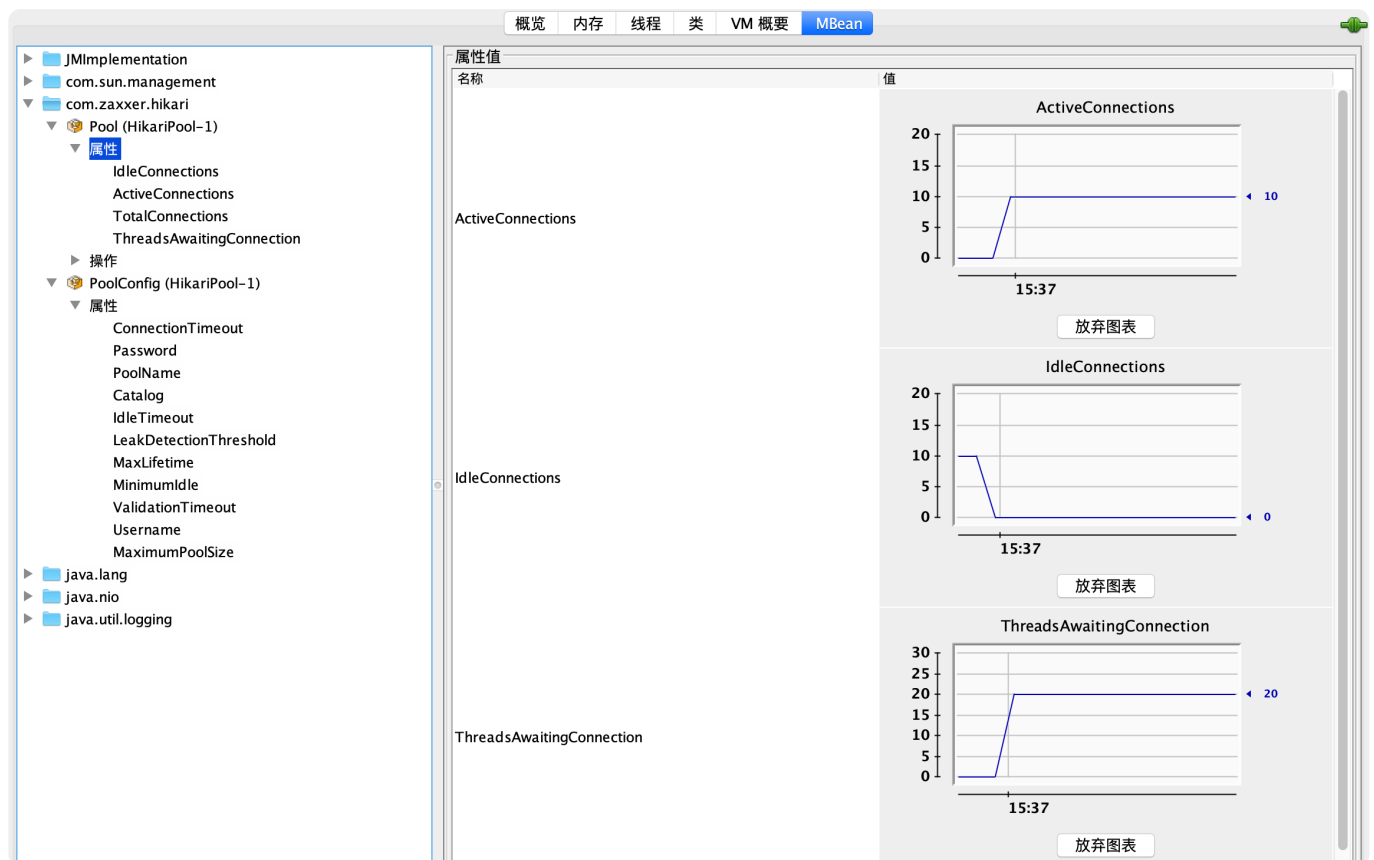 概览 内存 线程 类 VM 概要 MBean
JMImplementation
com.sun.management
com.zaxxer.hikari
Pool (HikariPool-1)
属性
IdleConnections
ActiveConnections
TotalConnections
ThreadsAwaitingConnection
操作
PoolConfig (HikariPool-1)
属性
ConnectionTimeout
Password
PoolName
Catalog
IdleTimeout
LeakDetectionThreshold
MaxLifetime
MinimumIdle
ValidationTimeout
Username
MaximumPoolSize
java.lang
java.nio
java.util.logging
属性值
名称 值
ActiveConnections
ActiveConnections
20
15
10
5
0
10
15:37
放弃图表
IdleConnections
IdleConnections
20
15
10
5
0
0
15:37
放弃图表
ThreadsAwaitingConnection
ThreadsAwaitingConnection
30
25
20
15
10
5
0
20
15:37
放弃图表